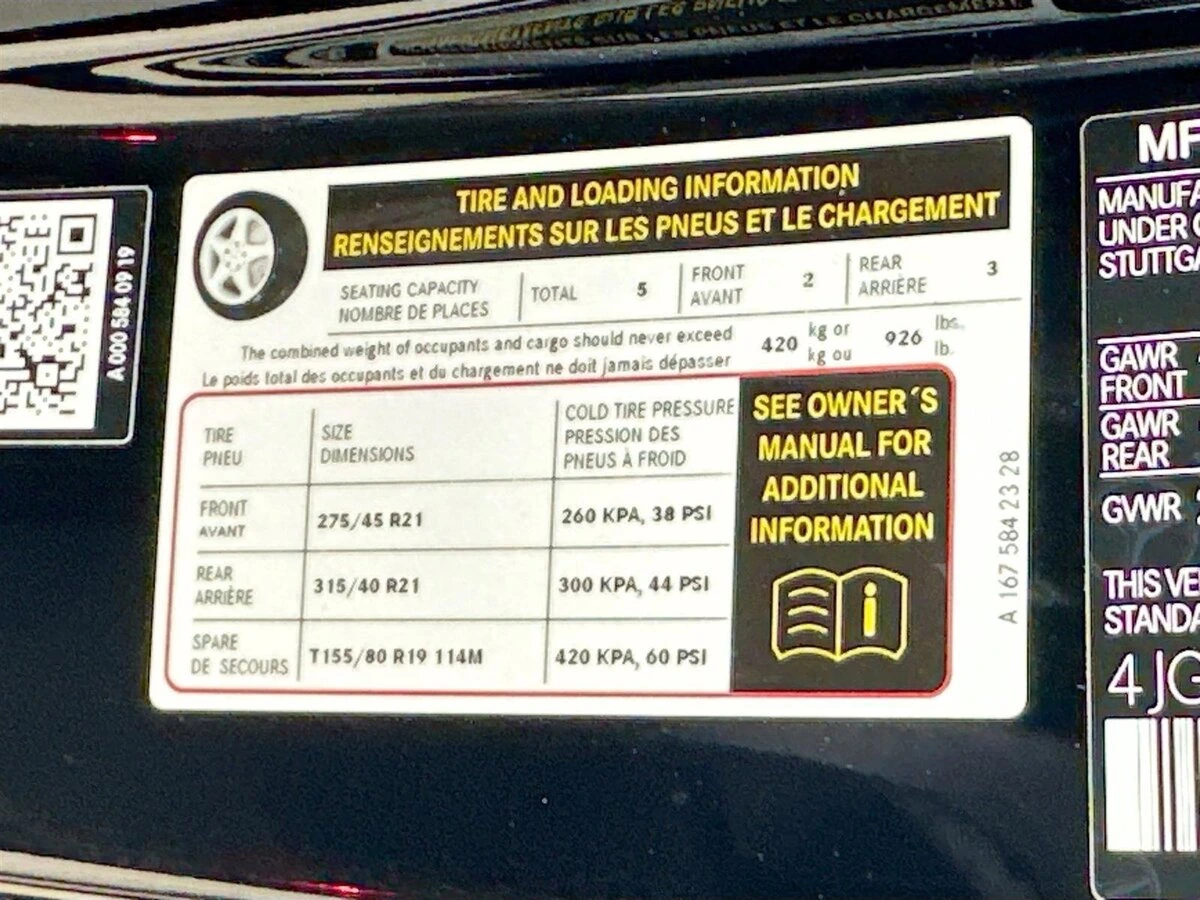 TIRE AND LOADING INFORMATION
RENSEIGNEMENTS SUR LES PNEUS ET LE CHARGEMENT
SEATING CAPACITY
NOMBRE DE PLACES
TOTAL 5
FRONT
AVANT
2
REAR
ARRIÈRE
3
The combined weight of occupants and cargo should never exceed
Le poids total des occupants et du chargement ne doit jamais dépasser
420
kg or
kg ou
926
lbs.
lb.
TIRE
PNEU
SIZE
DIMENSIONS
COLD TIRE PRESSURE
PRESSION DES
PNEUS À FROID
FRONT
AVANT
275/45 R21
260 KPA, 38 PSI
REAR
ARRIÈRE
315/40 R21
300 KPA, 44 PSI
SPARE
DE SECOURS
T155/80 R19 114M
420 KPA, 60 PSI
SEE OWNER´S
MANUAL FOR
ADDITIONAL
INFORMATION
A 167 584 23 28
A 000 584 09 19
MF
MANUFA
UNDER
STUTTGA
GAWR
FRONT
GAWR
REAR
GVWR
THIS VE
STANDA
4JG